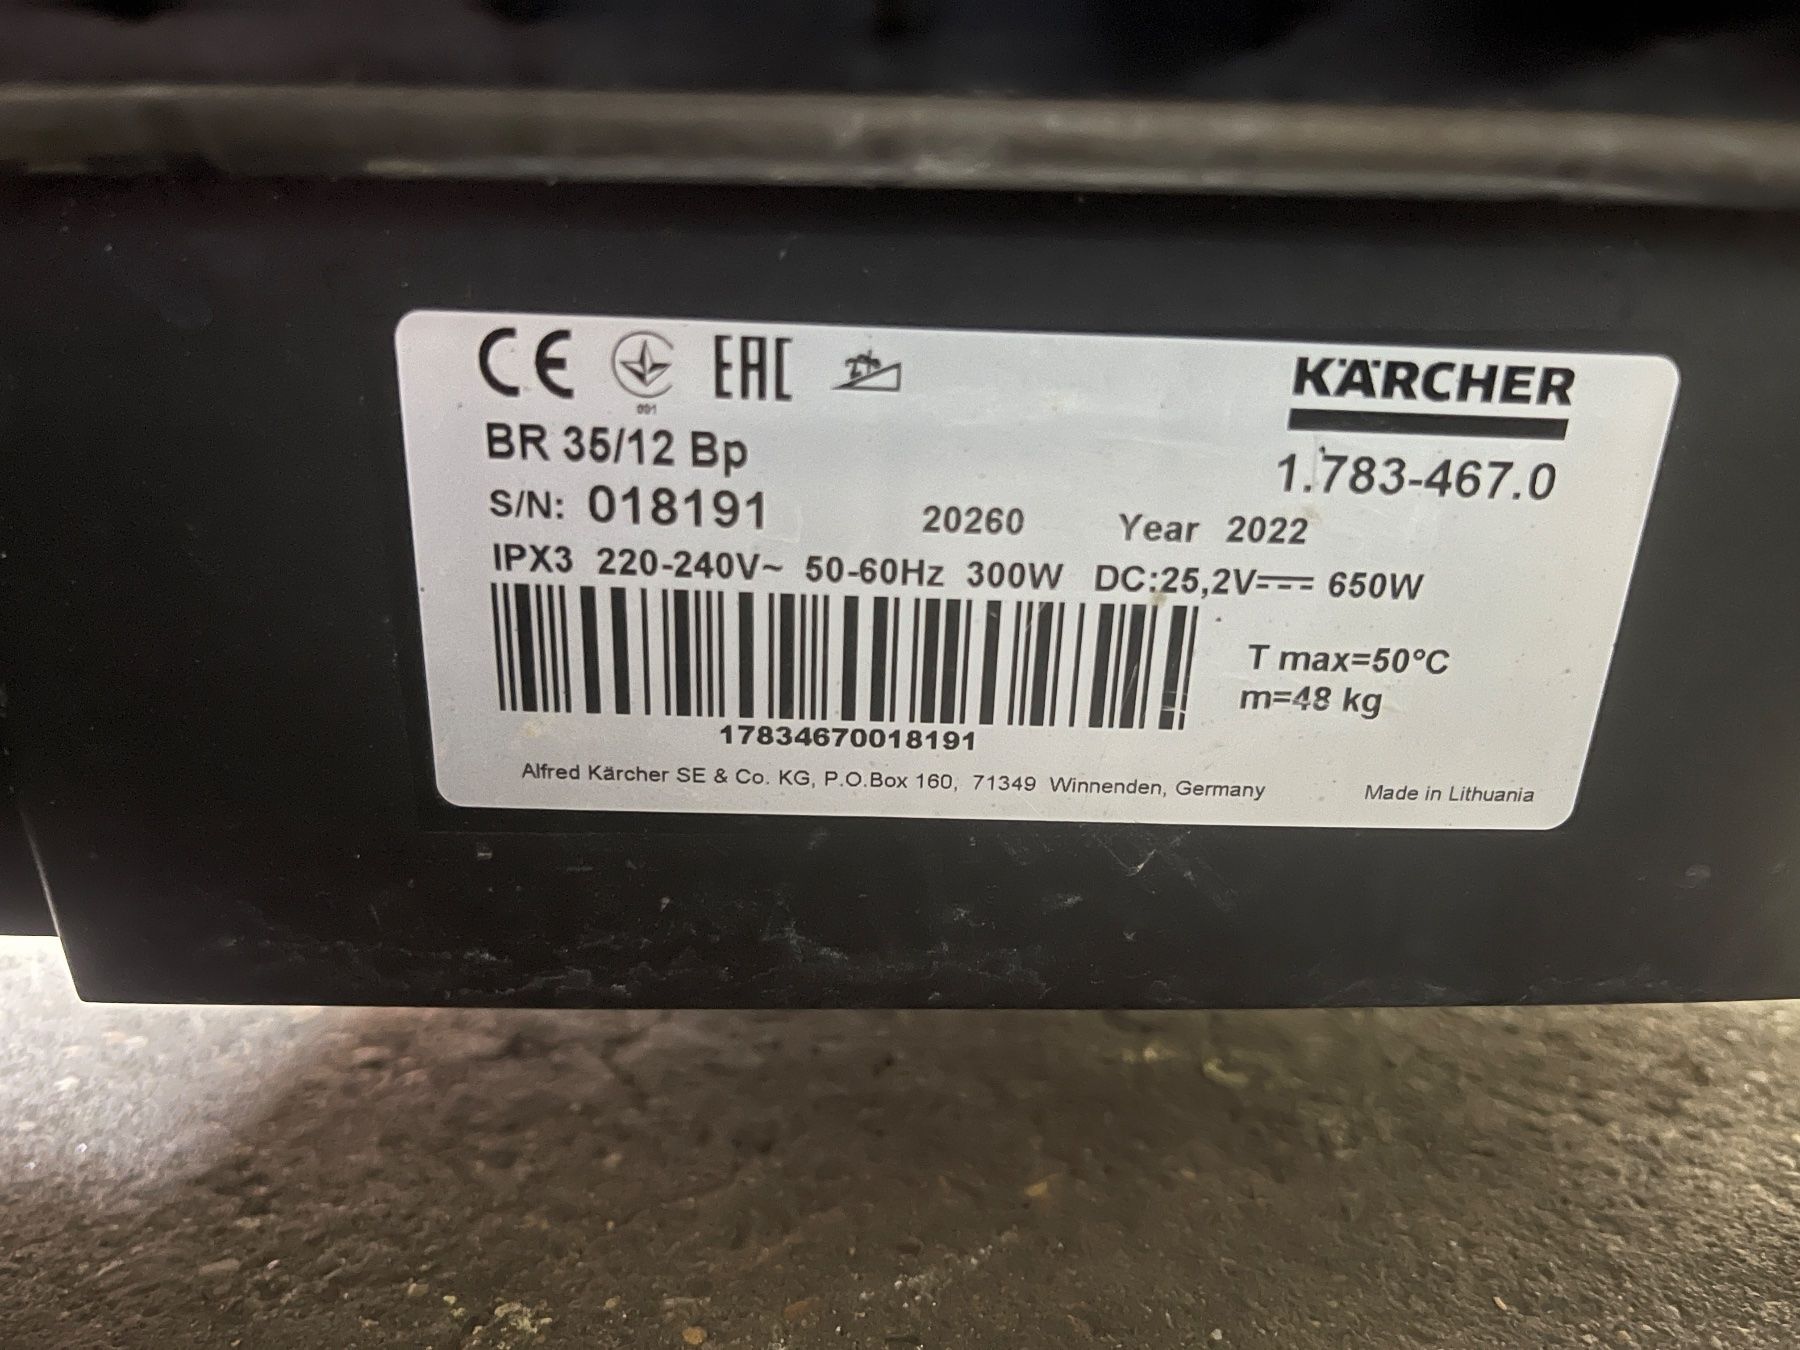 CE 001 EAC 2%
KÄRCHER
BR 35/12 Bp 1.783-467.0
S/N: 018191 20260 Year 2022
IPX3 220-240V~ 50-60Hz 300W DC:25,2V⎓ 650W
T max=50°C
m=48 kg
17834670018191
Alfred Kärcher SE & Co. KG, P.O.Box 160, 71349 Winnenden, Germany Made in Lithuania